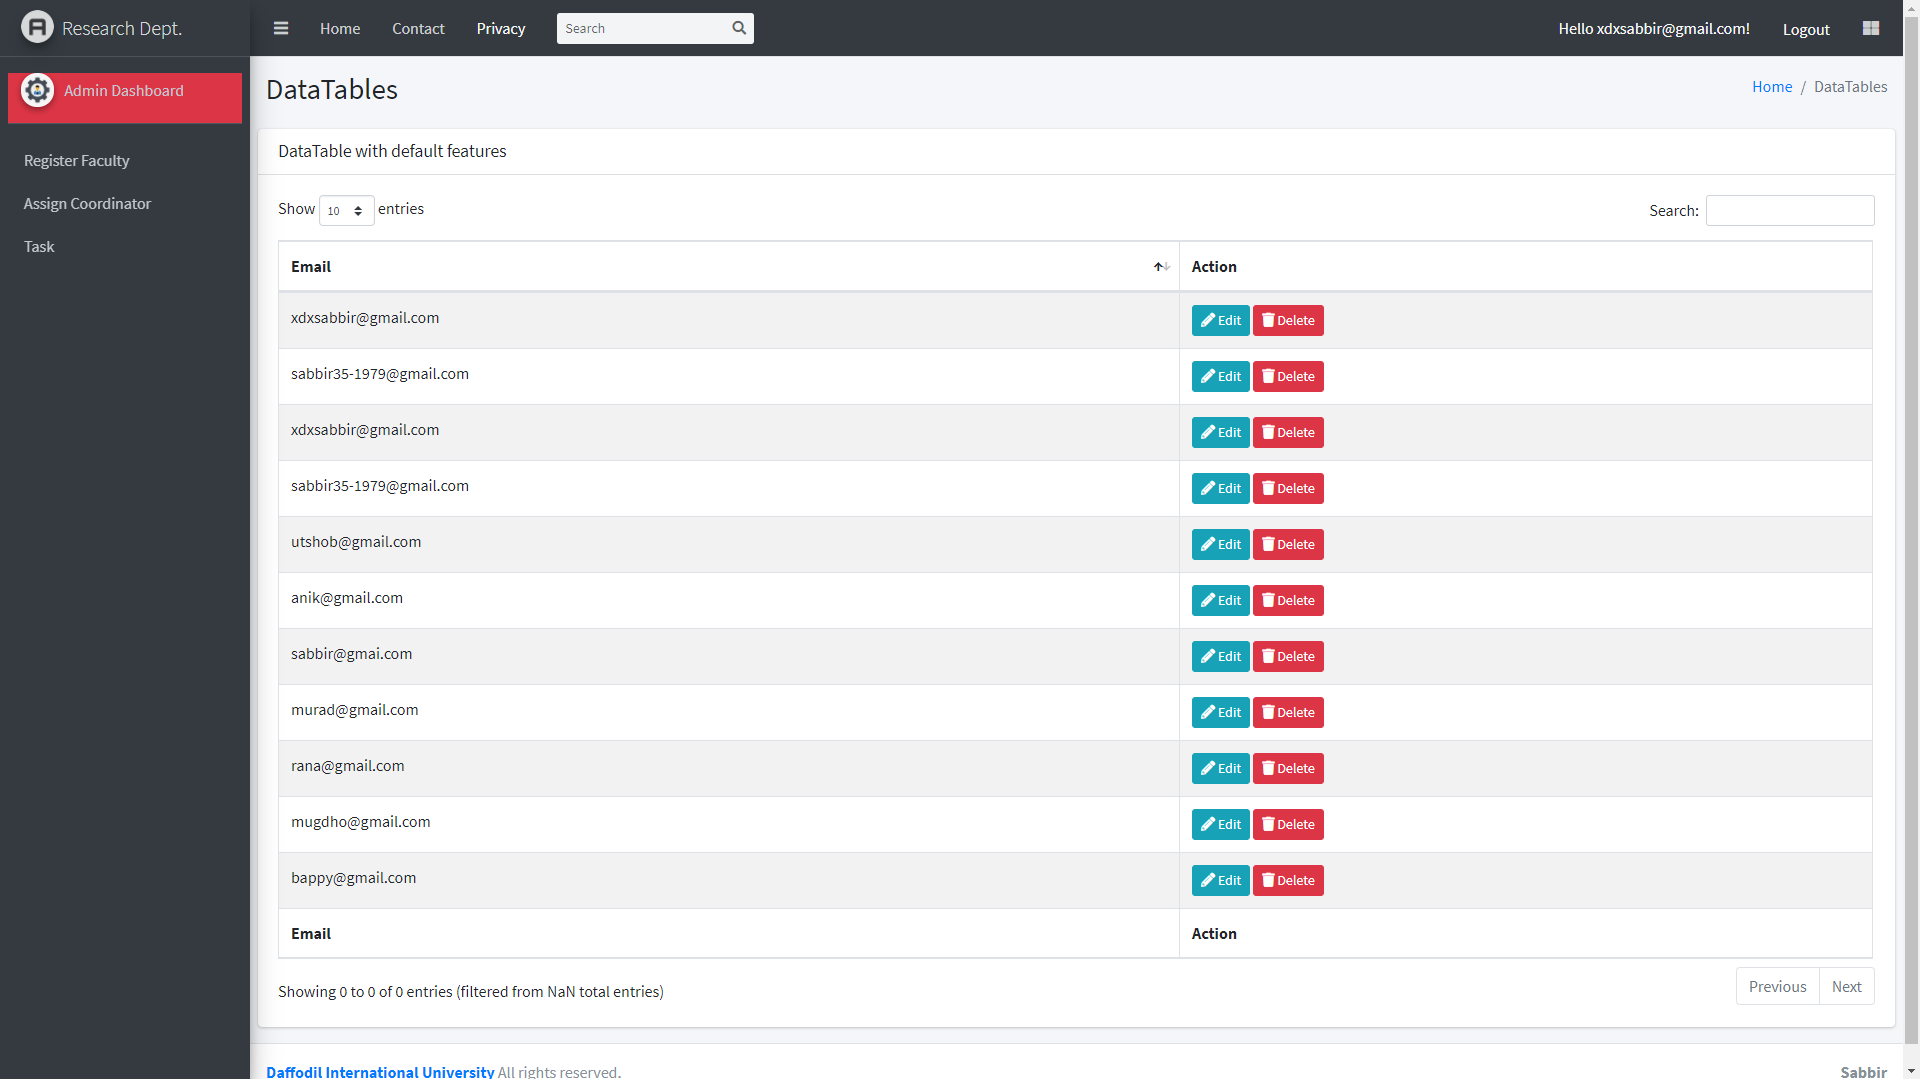 Research Dept.
Home Contact Privacy Search Hello xdxsabbir@gmail.com! Logout
Admin Dashboard
Register Faculty
Assign Coordinator
Task
DataTables
Home / DataTables
DataTable with default features
Show 10 entries
Search:
Email Action
xdxsabbir@gmail.com Edit Delete
sabbir35-1979@gmail.com Edit Delete
xdxsabbir@gmail.com Edit Delete
sabbir35-1979@gmail.com Edit Delete
utshob@gmail.com Edit Delete
anik@gmail.com Edit Delete
sabbir@gmai.com Edit Delete
murad@gmail.com Edit Delete
rana@gmail.com Edit Delete
mugdho@gmail.com Edit Delete
bappy@gmail.com Edit Delete
Email Action
Showing 0 to 0 of 0 entries (filtered from NaN total entries)
Previous Next
Daffodil International University All rights reserved.
Sabbir